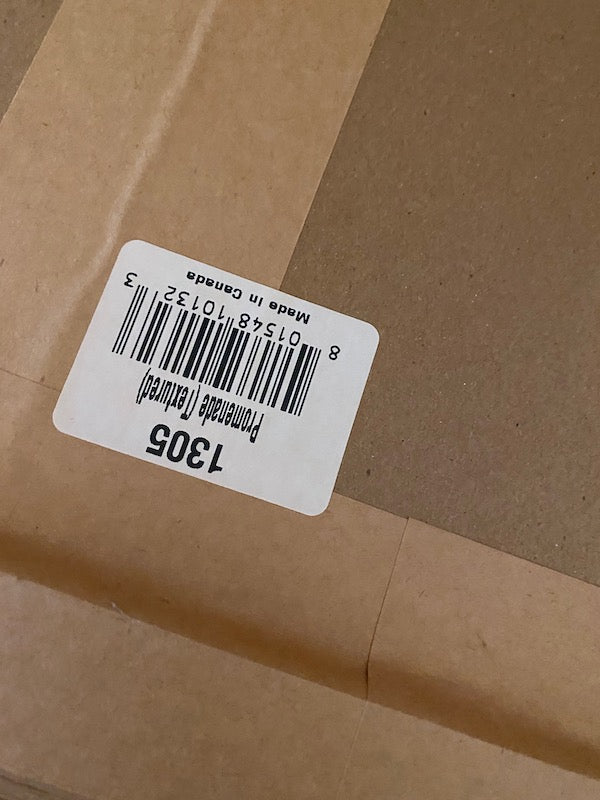 1305
Promenade (Textured)
8 01548 10132 3
Made in Canada